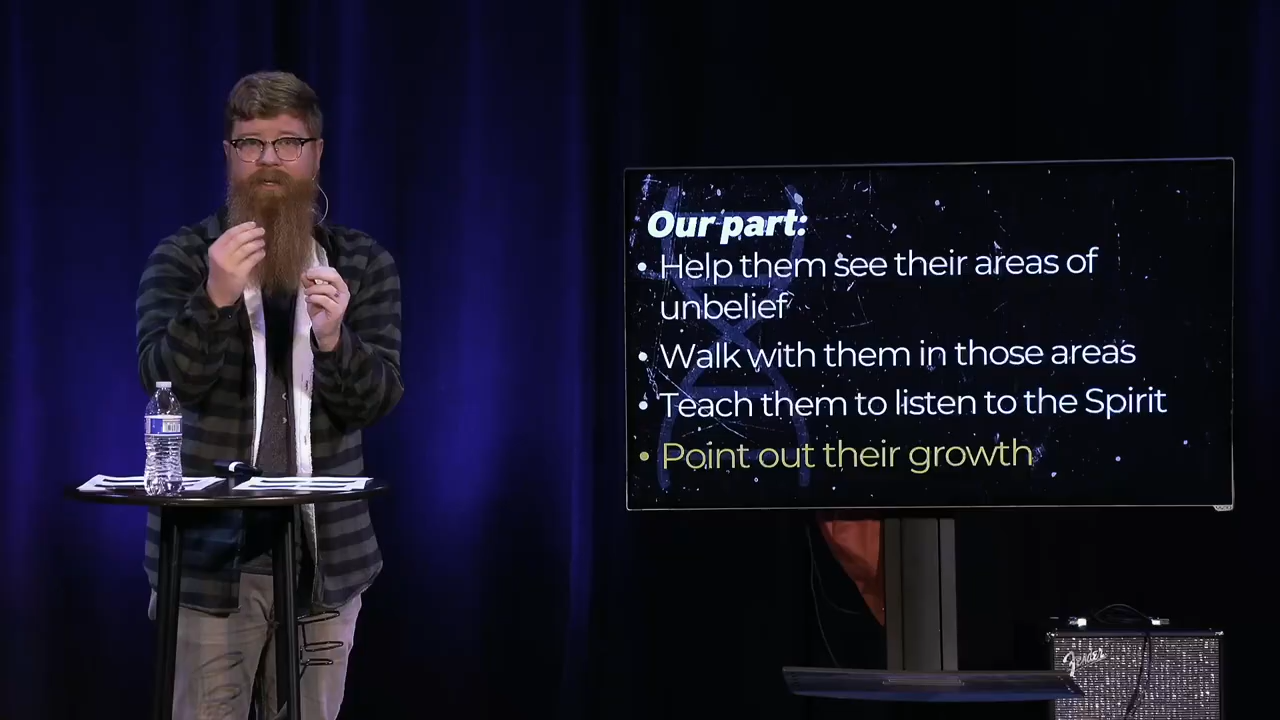 Our part:
• Help them see their areas of
unbelief
• Walk with them in those areas
• Teach them to listen to the Spirit
• Point out their growth
Fender